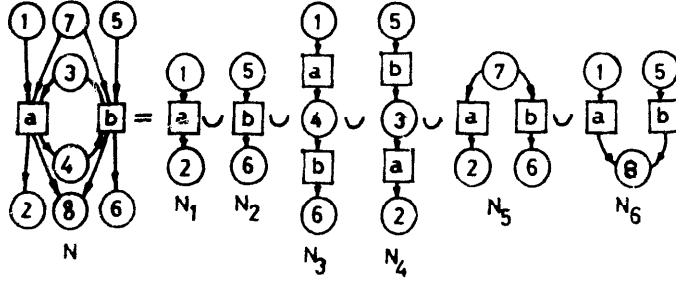 1 7 5 1 5
3 1 5 b 7 1 5
a b = a ∪ b ∪ a ∪ 4 ∪ 3 ∪ a b ∪ a b
4 2 6 b a 2 6 8
2 8 6 6 2
N N₁ N₂ N₃ N₄ N₅ N₆